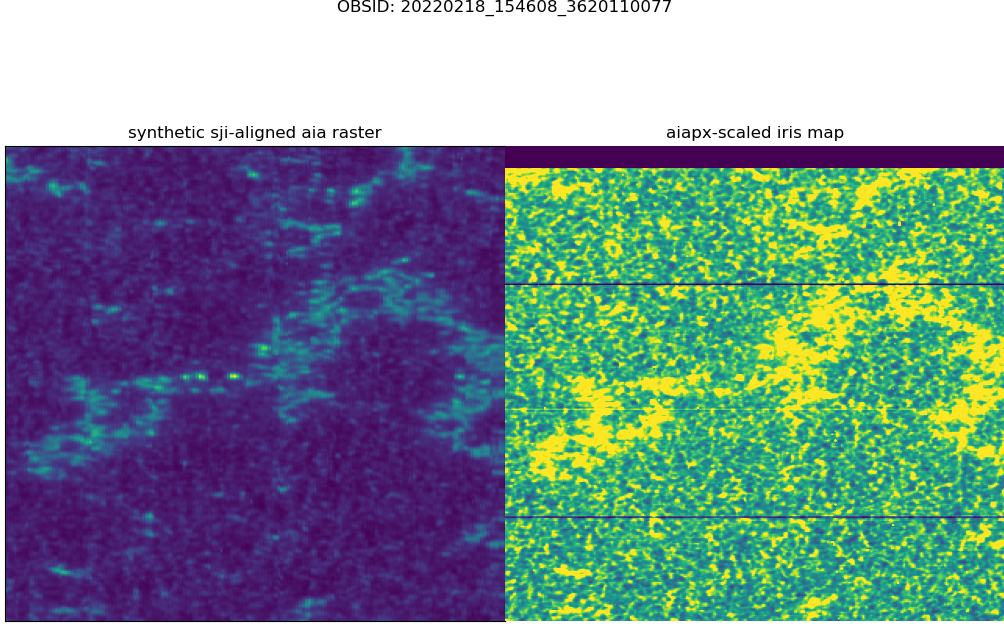 OBSID: 20220218_154608_3620110077
synthetic sji-aligned aia raster
aiapx-scaled iris map